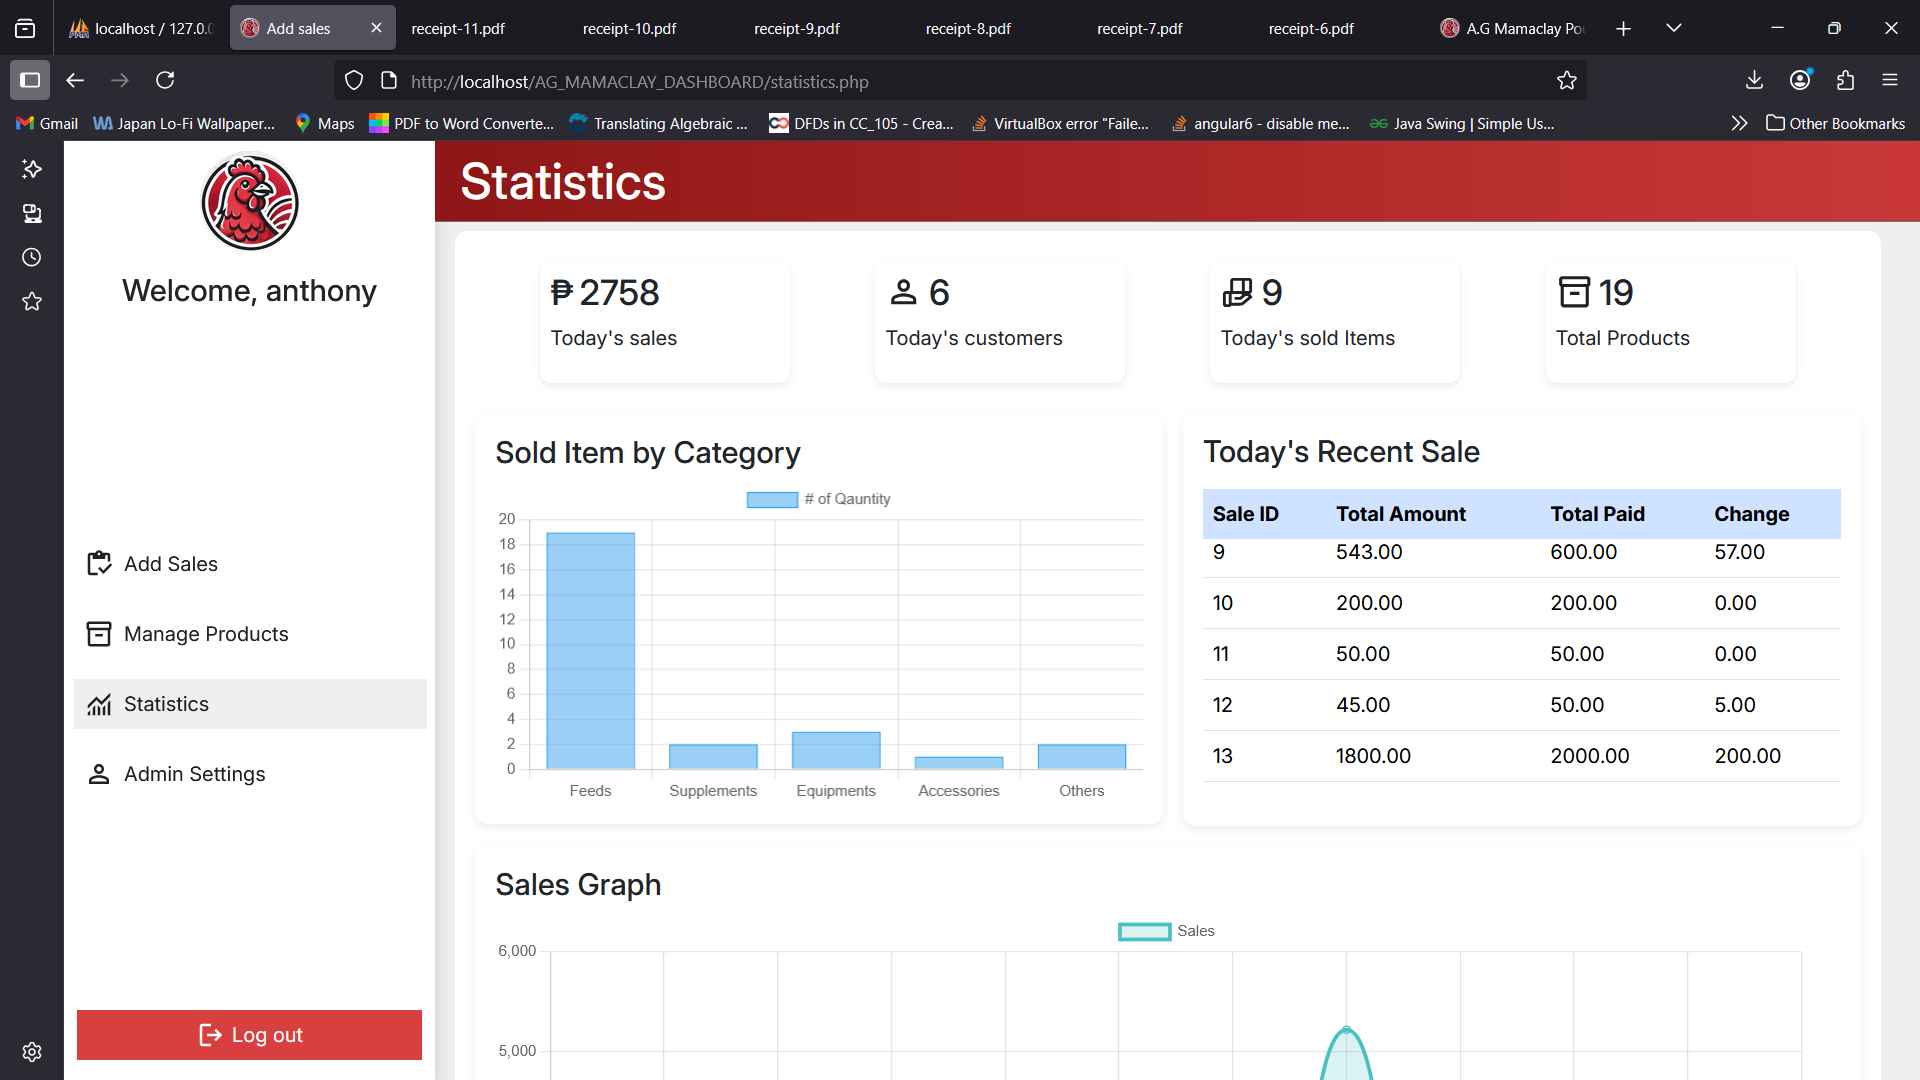 localhost / 127.0.0
Add sales
receipt-11.pdf
receipt-10.pdf
receipt-9.pdf
receipt-8.pdf
receipt-7.pdf
receipt-6.pdf
A.G Mamaclay Po
http://localhost/AG_MAMACLAY_DASHBOARD/statistics.php
Gmail
Japan Lo-Fi Wallpaper...
Maps
PDF to Word Converte...
Translating Algebraic ...
DFDs in CC_105 - Crea...
VirtualBox error "Faile...
angular6 - disable me...
Java Swing | Simple Us...
Other Bookmarks
Welcome, anthony
Add Sales
Manage Products
Statistics
Admin Settings
Log out
Statistics
₱ 2758
Today's sales
6
Today's customers
9
Today's sold Items
19
Total Products
Sold Item by Category
# of Qauntity
20
18
16
14
12
10
8
6
4
2
0
Feeds Supplements Equipments Accessories Others
Today's Recent Sale
Sale ID Total Amount Total Paid Change
9 543.00 600.00 57.00
10 200.00 200.00 0.00
11 50.00 50.00 0.00
12 45.00 50.00 5.00
13 1800.00 2000.00 200.00
Sales Graph
Sales
6,000
5,000